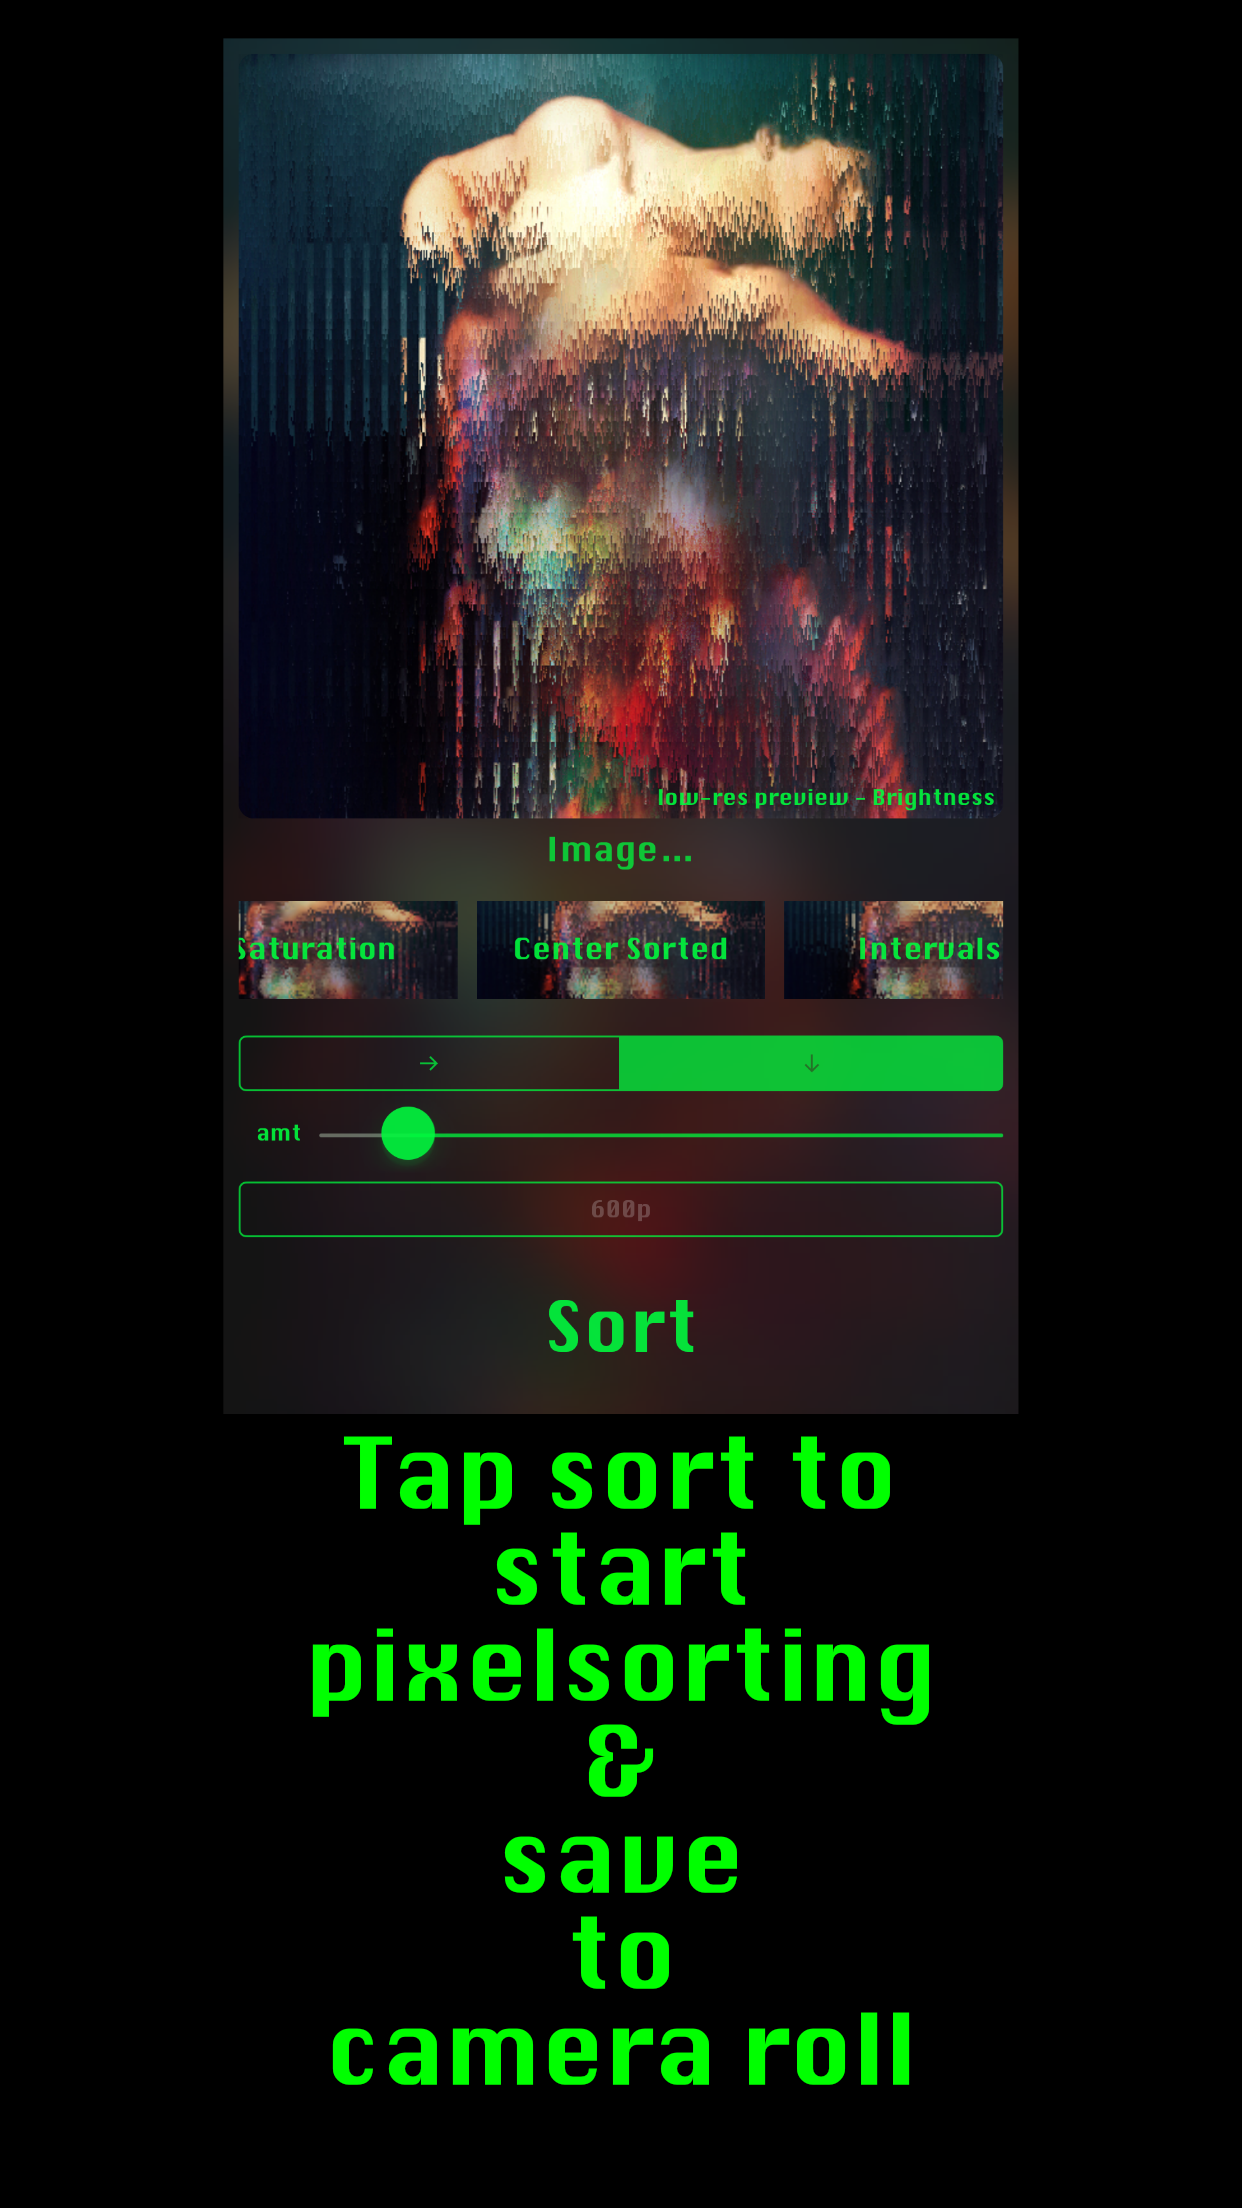 low-res preview - Brightness
Image...
Saturation
Center Sorted
Intervals
→
↓
amt
600p
Sort
Tap sort to
start
pixelsorting
&
save
to
camera roll